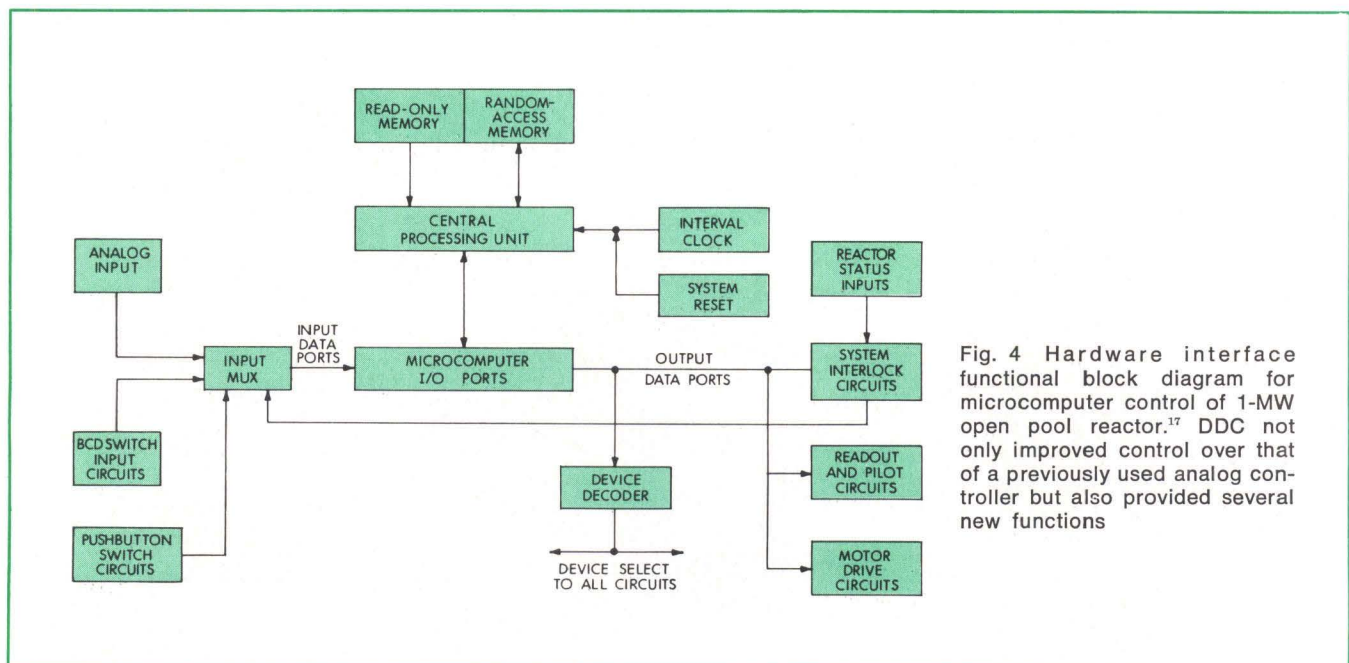 READ-ONLY
MEMORY
RANDOM-
ACCESS
MEMORY
CENTRAL
PROCESSING UNIT
INTERVAL
CLOCK
SYSTEM
RESET
ANALOG
INPUT
INPUT
MUX
BCD SWITCH
INPUT
CIRCUITS
PUSHBUTTON
SWITCH
CIRCUITS
INPUT
DATA
PORTS
MICROCOMPUTER
I/O PORTS
OUTPUT
DATA PORTS
REACTOR
STATUS
INPUTS
SYSTEM
INTERLOCK
CIRCUITS
DEVICE
DECODER
DEVICE SELECT
TO ALL CIRCUITS
READOUT
AND PILOT
CIRCUITS
MOTOR
DRIVE
CIRCUITS
Fig. 4 Hardware interface
functional block diagram for
microcomputer control of 1-MW
open pool reactor.¹⁷ DDC not
only improved control over that
of a previously used analog con-
troller but also provided several
new functions